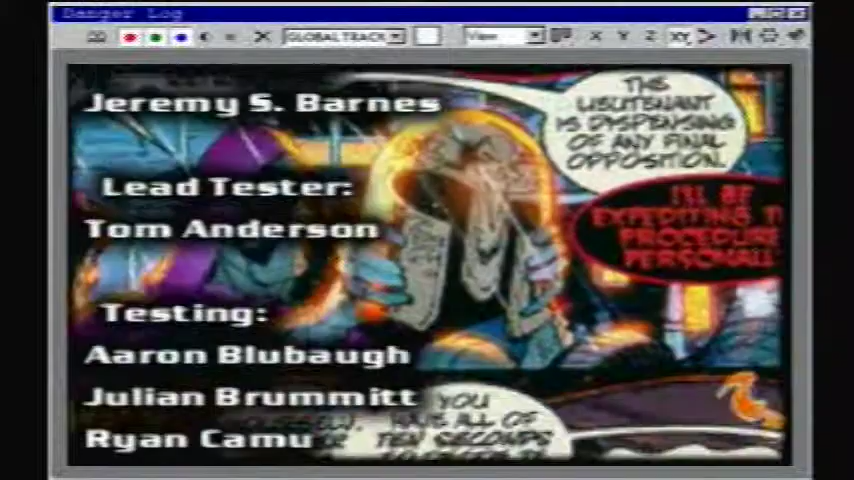 Danger Log
GLOBAL TRACK
View
X Y Z XY
Jeremy S. Barnes
Lead Tester:
Tom Anderson
Testing:
Aaron Blubaugh
Julian Brummitt
Ryan Camu
THE
LIEUTENANT
IS DISPENSING
OF ANY FINAL
OPPOSITION.
I'LL BE
EXPEDITING
PROCEDURE
YOU
HAVE ALL OF
TEN SECONDS